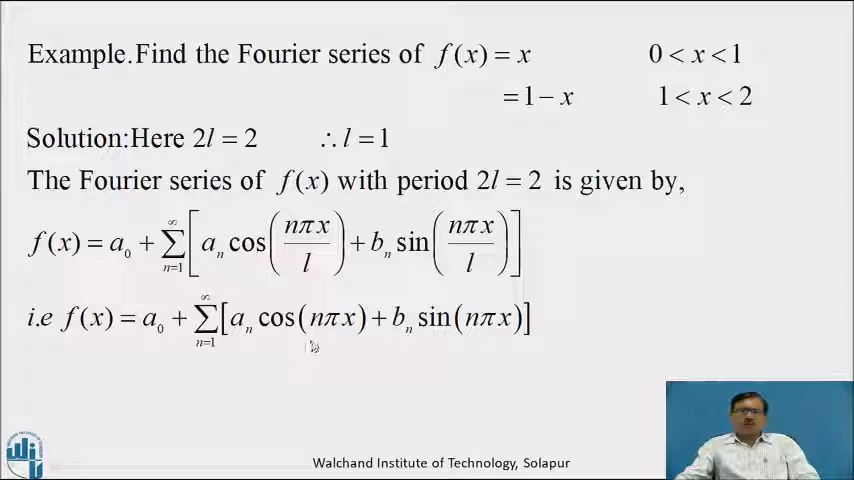 Example.Find the Fourier series of f(x) = x 0 < x < 1
= 1 − x 1 < x < 2
Solution:Here 2l = 2 ∴ l = 1
The Fourier series of f(x) with period 2l = 2 is given by,
f(x) = a₀ + ∑_{n=1}^{∞} [ aₙ cos(nπx/l) + bₙ sin(nπx/l) ]
i.e f(x) = a₀ + ∑_{n=1}^{∞} [aₙ cos(nπx) + bₙ sin(nπx)]
Walchand Institute of Technology, Solapur